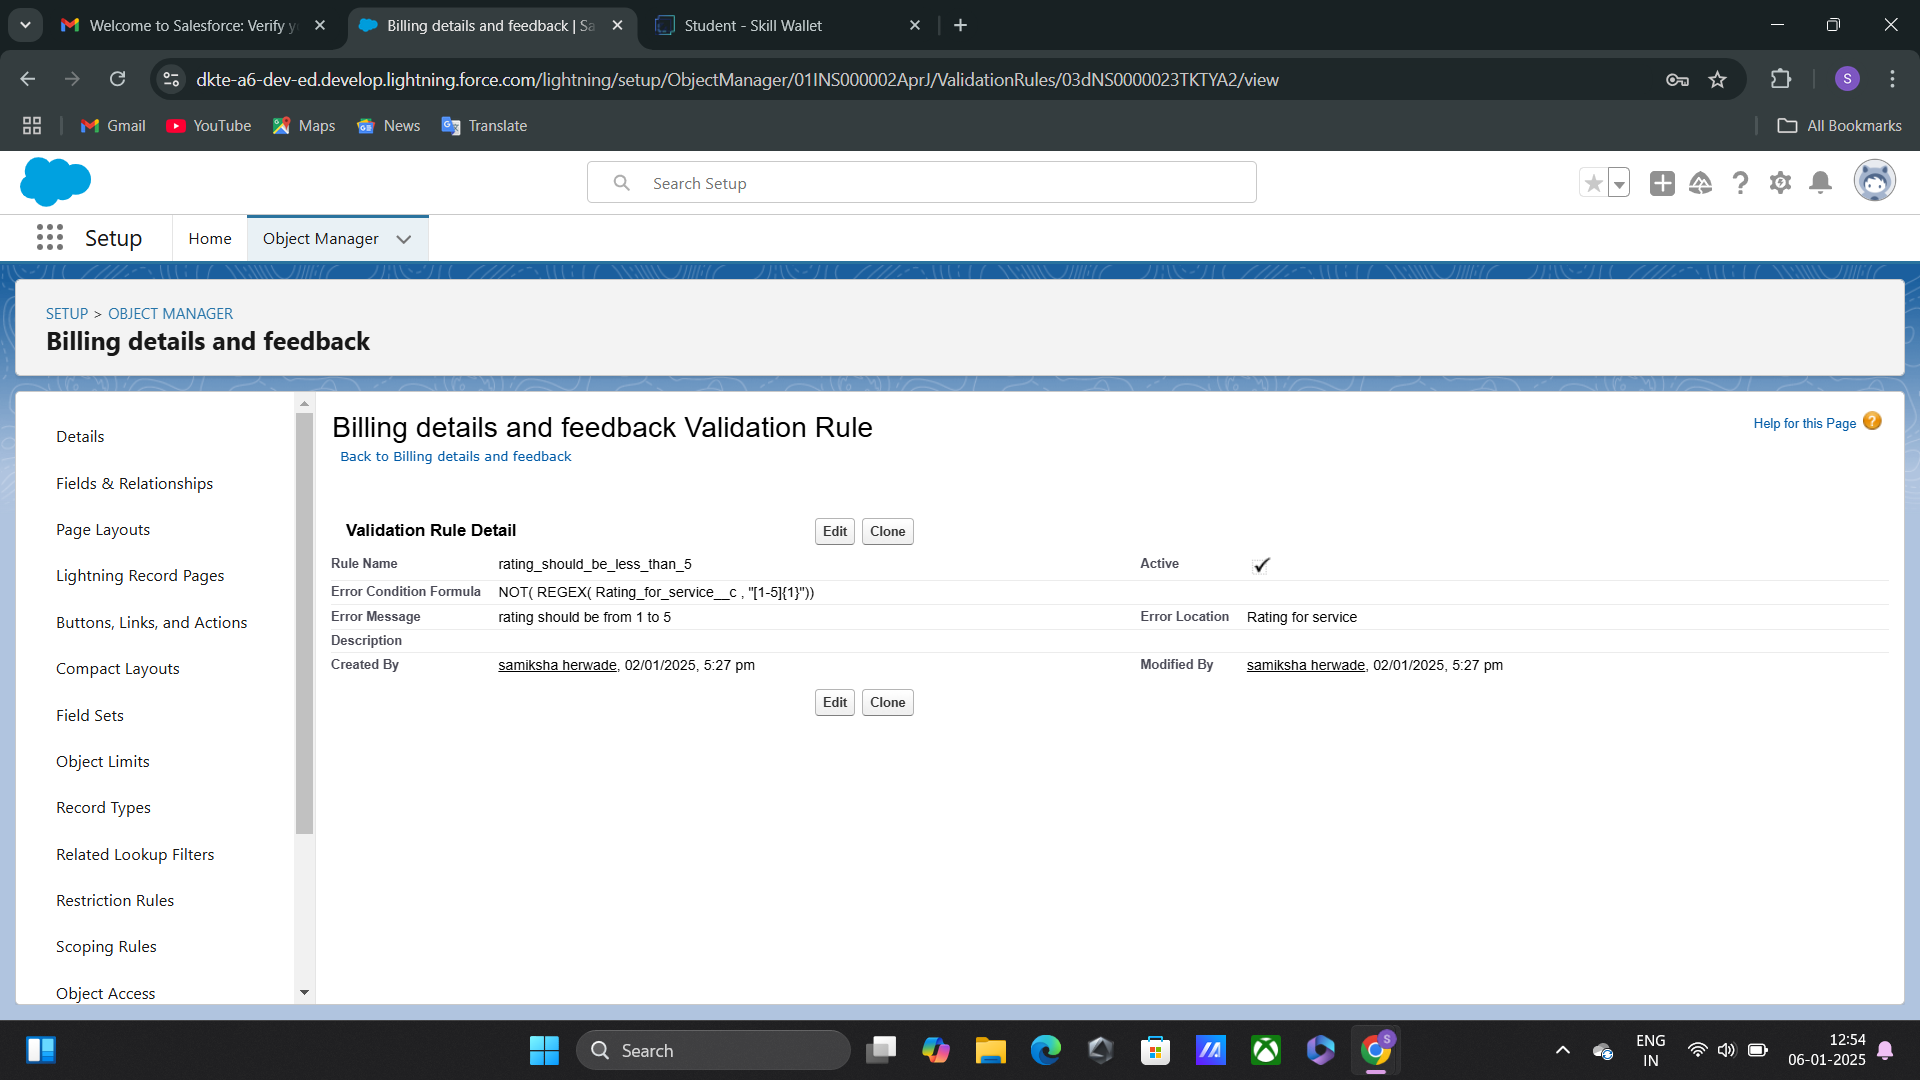 Welcome to Salesforce: Verify y
Billing details and feedback | Sa
Student - Skill Wallet
dkte-a6-dev-ed.develop.lightning.force.com/lightning/setup/ObjectManager/01INS000002AprJ/ValidationRules/03dNS0000023TKTYA2/view
S
Gmail
YouTube
Maps
News
Translate
All Bookmarks
Search Setup
Setup
Home
Object Manager
SETUP > OBJECT MANAGER
Billing details and feedback
Details
Fields & Relationships
Page Layouts
Lightning Record Pages
Buttons, Links, and Actions
Compact Layouts
Field Sets
Object Limits
Record Types
Related Lookup Filters
Restriction Rules
Scoping Rules
Object Access
Billing details and feedback Validation Rule
Help for this Page ?
Back to Billing details and feedback
Validation Rule Detail
Edit Clone
Rule Name rating_should_be_less_than_5 Active
Error Condition Formula NOT( REGEX( Rating_for_service__c , "[1-5]{1}"))
Error Message rating should be from 1 to 5 Error Location Rating for service
Description
Created By samiksha herwade, 02/01/2025, 5:27 pm Modified By samiksha herwade, 02/01/2025, 5:27 pm
Edit Clone
Search
S
ENG
IN
12:54
06-01-2025